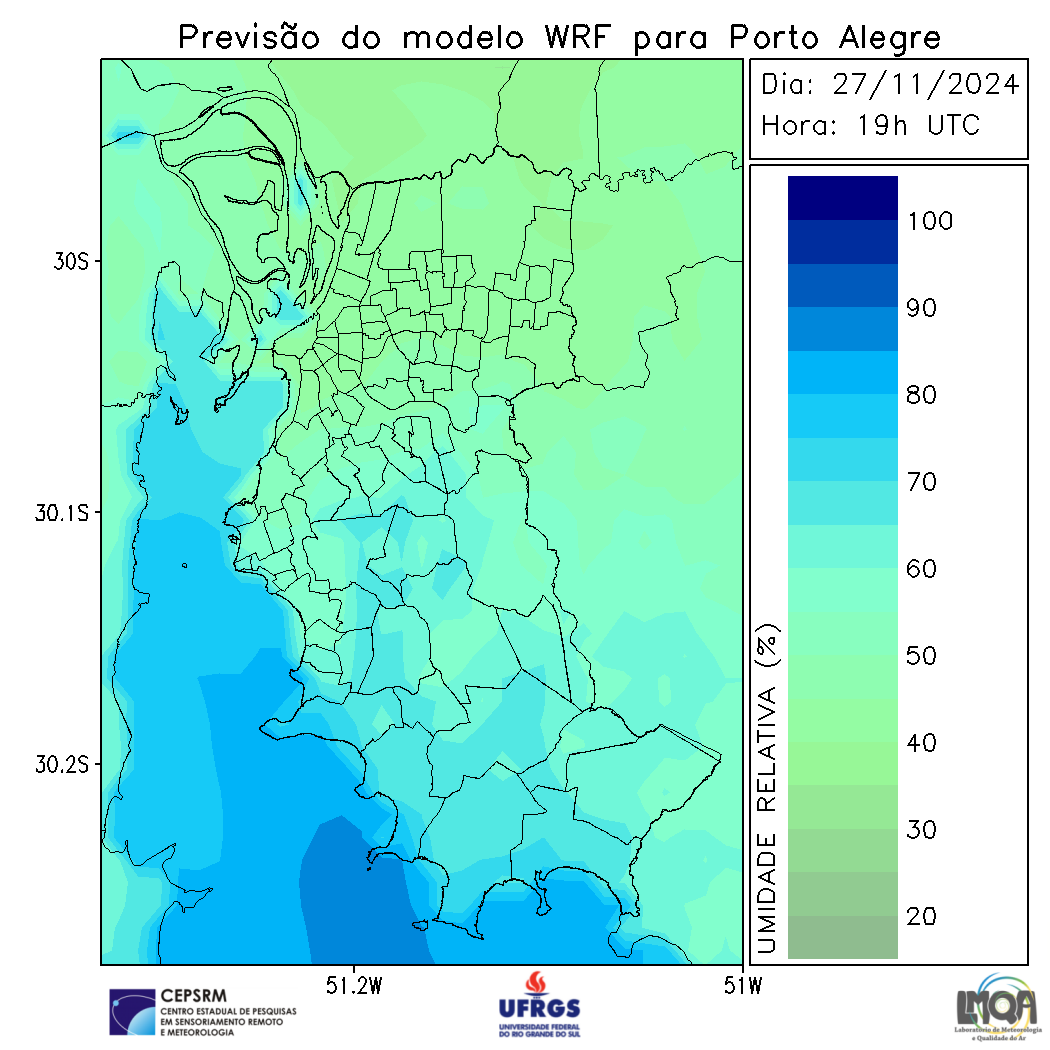 Previsão do modelo WRF para Porto Alegre
Dia: 27/11/2024
Hora: 19h UTC
30S
30.1S
30.2S
51.2W
51W
UMIDADE RELATIVA (%)
100
90
80
70
60
50
40
30
20
CEPSRM
CENTRO ESTADUAL DE PESQUISAS
EM SENSORIAMENTO REMOTO
E METEOROLOGIA
UFRGS
UNIVERSIDADE FEDERAL
DO RIO GRANDE DO SUL
LMQA
Laboratório de Meteorologia
e Qualidade do Ar